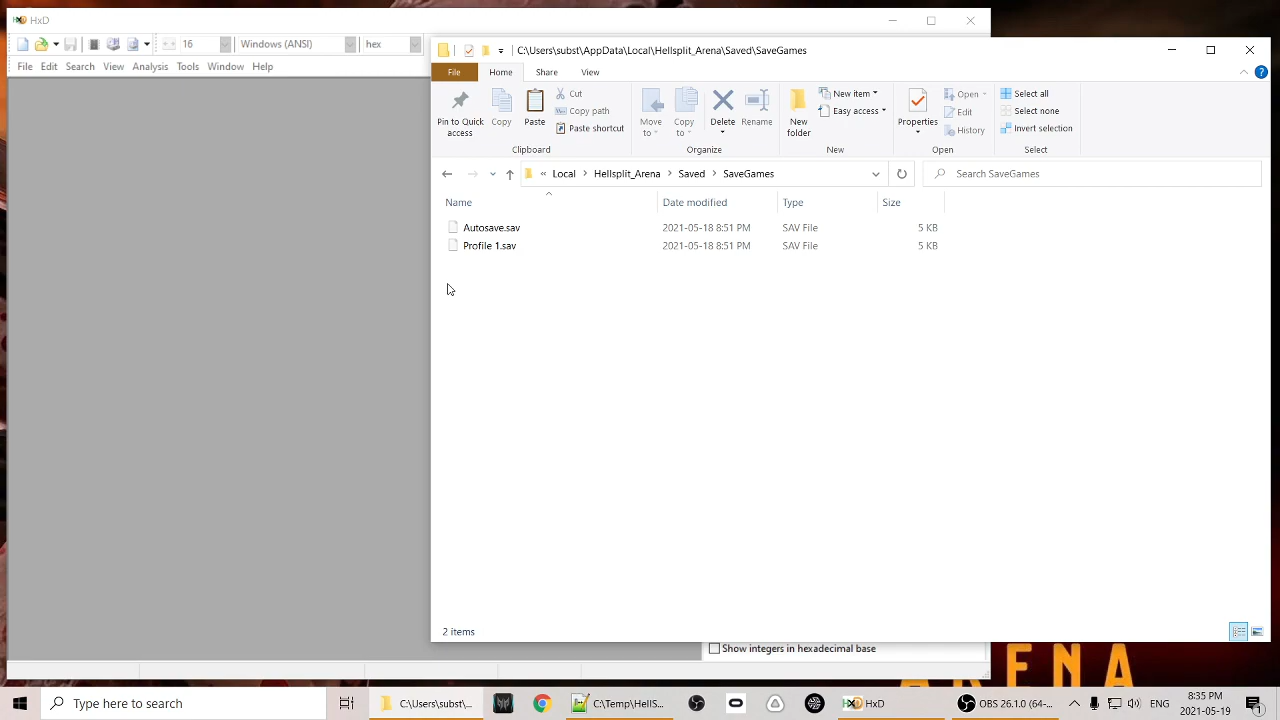 HxD
16
Windows (ANSI)
hex
File Edit Search View Analysis Tools Window Help
C:\Users\subst\AppData\Local\Hellsplit_Arena\Saved\SaveGames
File Home Share View
Pin to Quick access
Copy
Paste
Cut
Copy path
Paste shortcut
Clipboard
Move to
Copy to
Delete
Rename
Organize
New folder
New item
Easy access
New
Properties
Open
Edit
History
Open
Select all
Select none
Invert selection
Select
« Local > Hellsplit_Arena > Saved > SaveGames
Search SaveGames
Name Date modified Type Size
Autosave.sav 2021-05-18 8:51 PM SAV File 5 KB
Profile 1.sav 2021-05-18 8:51 PM SAV File 5 KB
2 items
Show integers in hexadecimal base
ENA
Type here to search
C:\Users\subst\...
C:\Temp\HellS...
HxD
OBS 26.1.0 (64-...
ENG
8:35 PM
2021-05-19
1